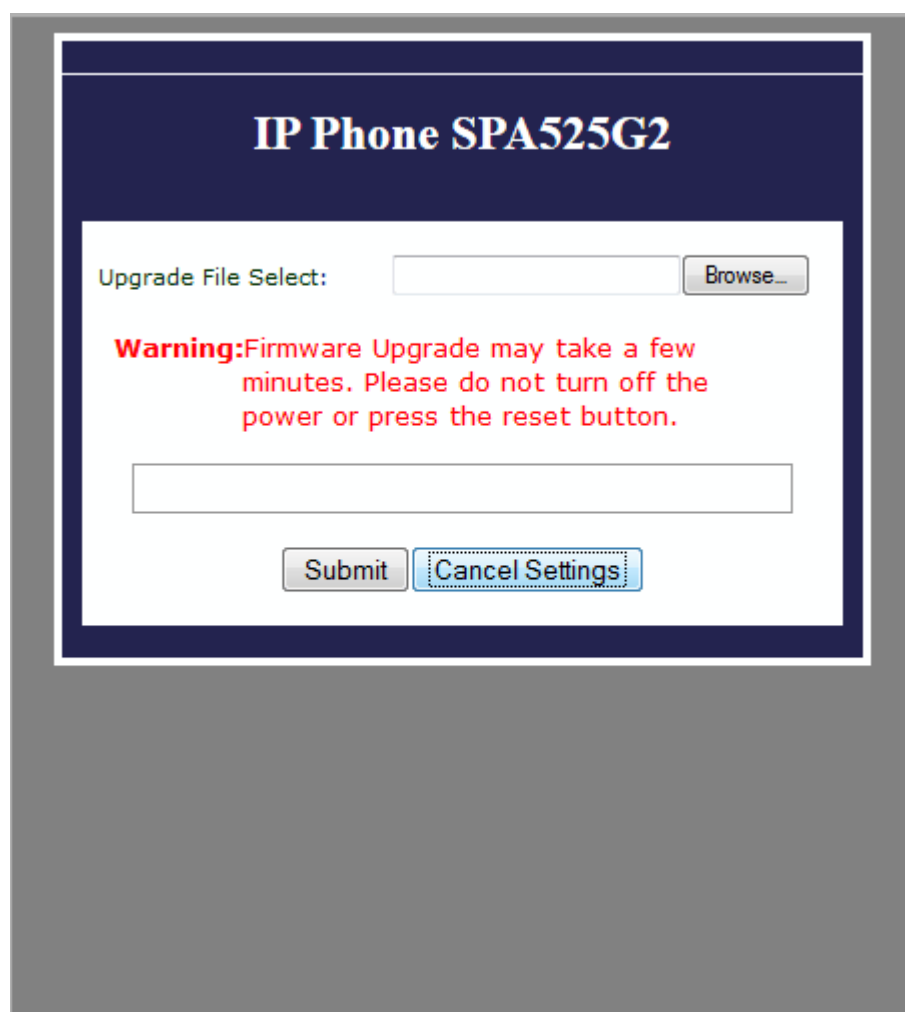 IP Phone SPA525G2
Upgrade File Select: Browse...
Warning:Firmware Upgrade may take a few
minutes. Please do not turn off the
power or press the reset button.
Submit Cancel Settings